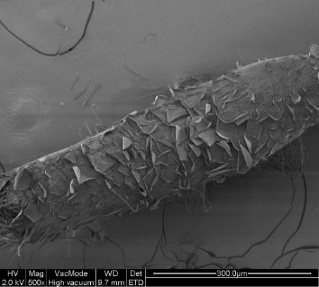 HV Mag VacMode WD Det 300.0µm
2.0 kV 500x High vacuum 9.7 mm ETD